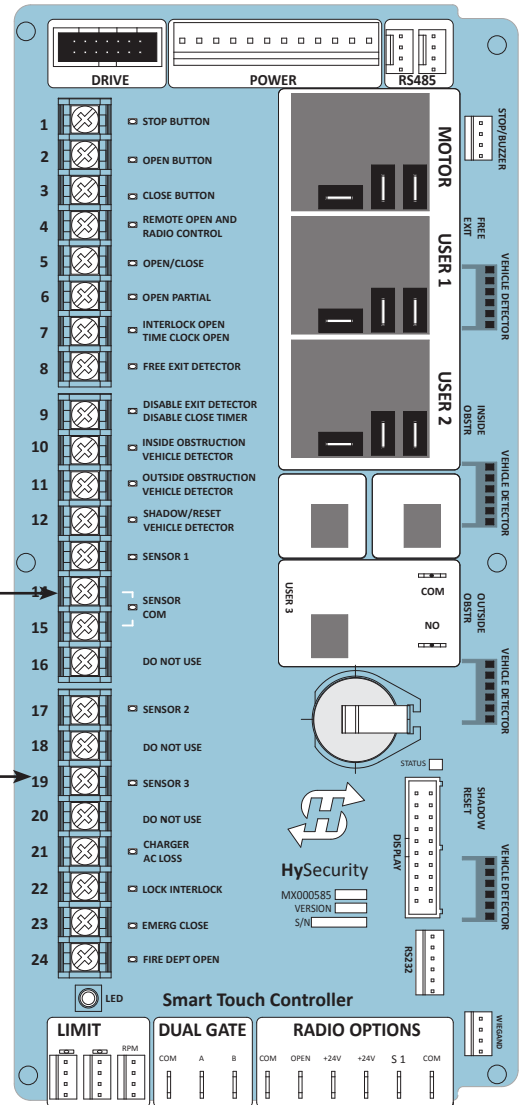 DRIVE
POWER
RS485
1 STOP BUTTON
2 OPEN BUTTON
3 CLOSE BUTTON
4 REMOTE OPEN AND
RADIO CONTROL
5 OPEN/CLOSE
6 OPEN PARTIAL
7 INTERLOCK OPEN
TIME CLOCK OPEN
8 FREE EXIT DETECTOR
9 DISABLE EXIT DETECTOR
DISABLE CLOSE TIMER
10 INSIDE OBSTRUCTION
VEHICLE DETECTOR
11 OUTSIDE OBSTRUCTION
VEHICLE DETECTOR
12 SHADOW/RESET
VEHICLE DETECTOR
SENSOR 1
14 SENSOR
COM
15
16 DO NOT USE
17 SENSOR 2
18 DO NOT USE
19 SENSOR 3
20 DO NOT USE
21 CHARGER
AC LOSS
22 LOCK INTERLOCK
23 EMERG CLOSE
24 FIRE DEPT OPEN
MOTOR
USER 1
USER 2
USER 3
COM
NO
STOP/BUZZER
FREE
EXIT
VEHICLE DETECTOR
INSIDE
OBSTR
VEHICLE DETECTOR
OUTSIDE
OBSTR
VEHICLE DETECTOR
STATUS
SHADOW
RESET
VEHICLE DETECTOR
DISPLAY
HySecurity
MX000585
VERSION
S/N
RS232
WIEGAND
LED
Smart Touch Controller
LIMIT
RPM
DUAL GATE
COM A B
RADIO OPTIONS
COM OPEN +24V +24V S 1 COM